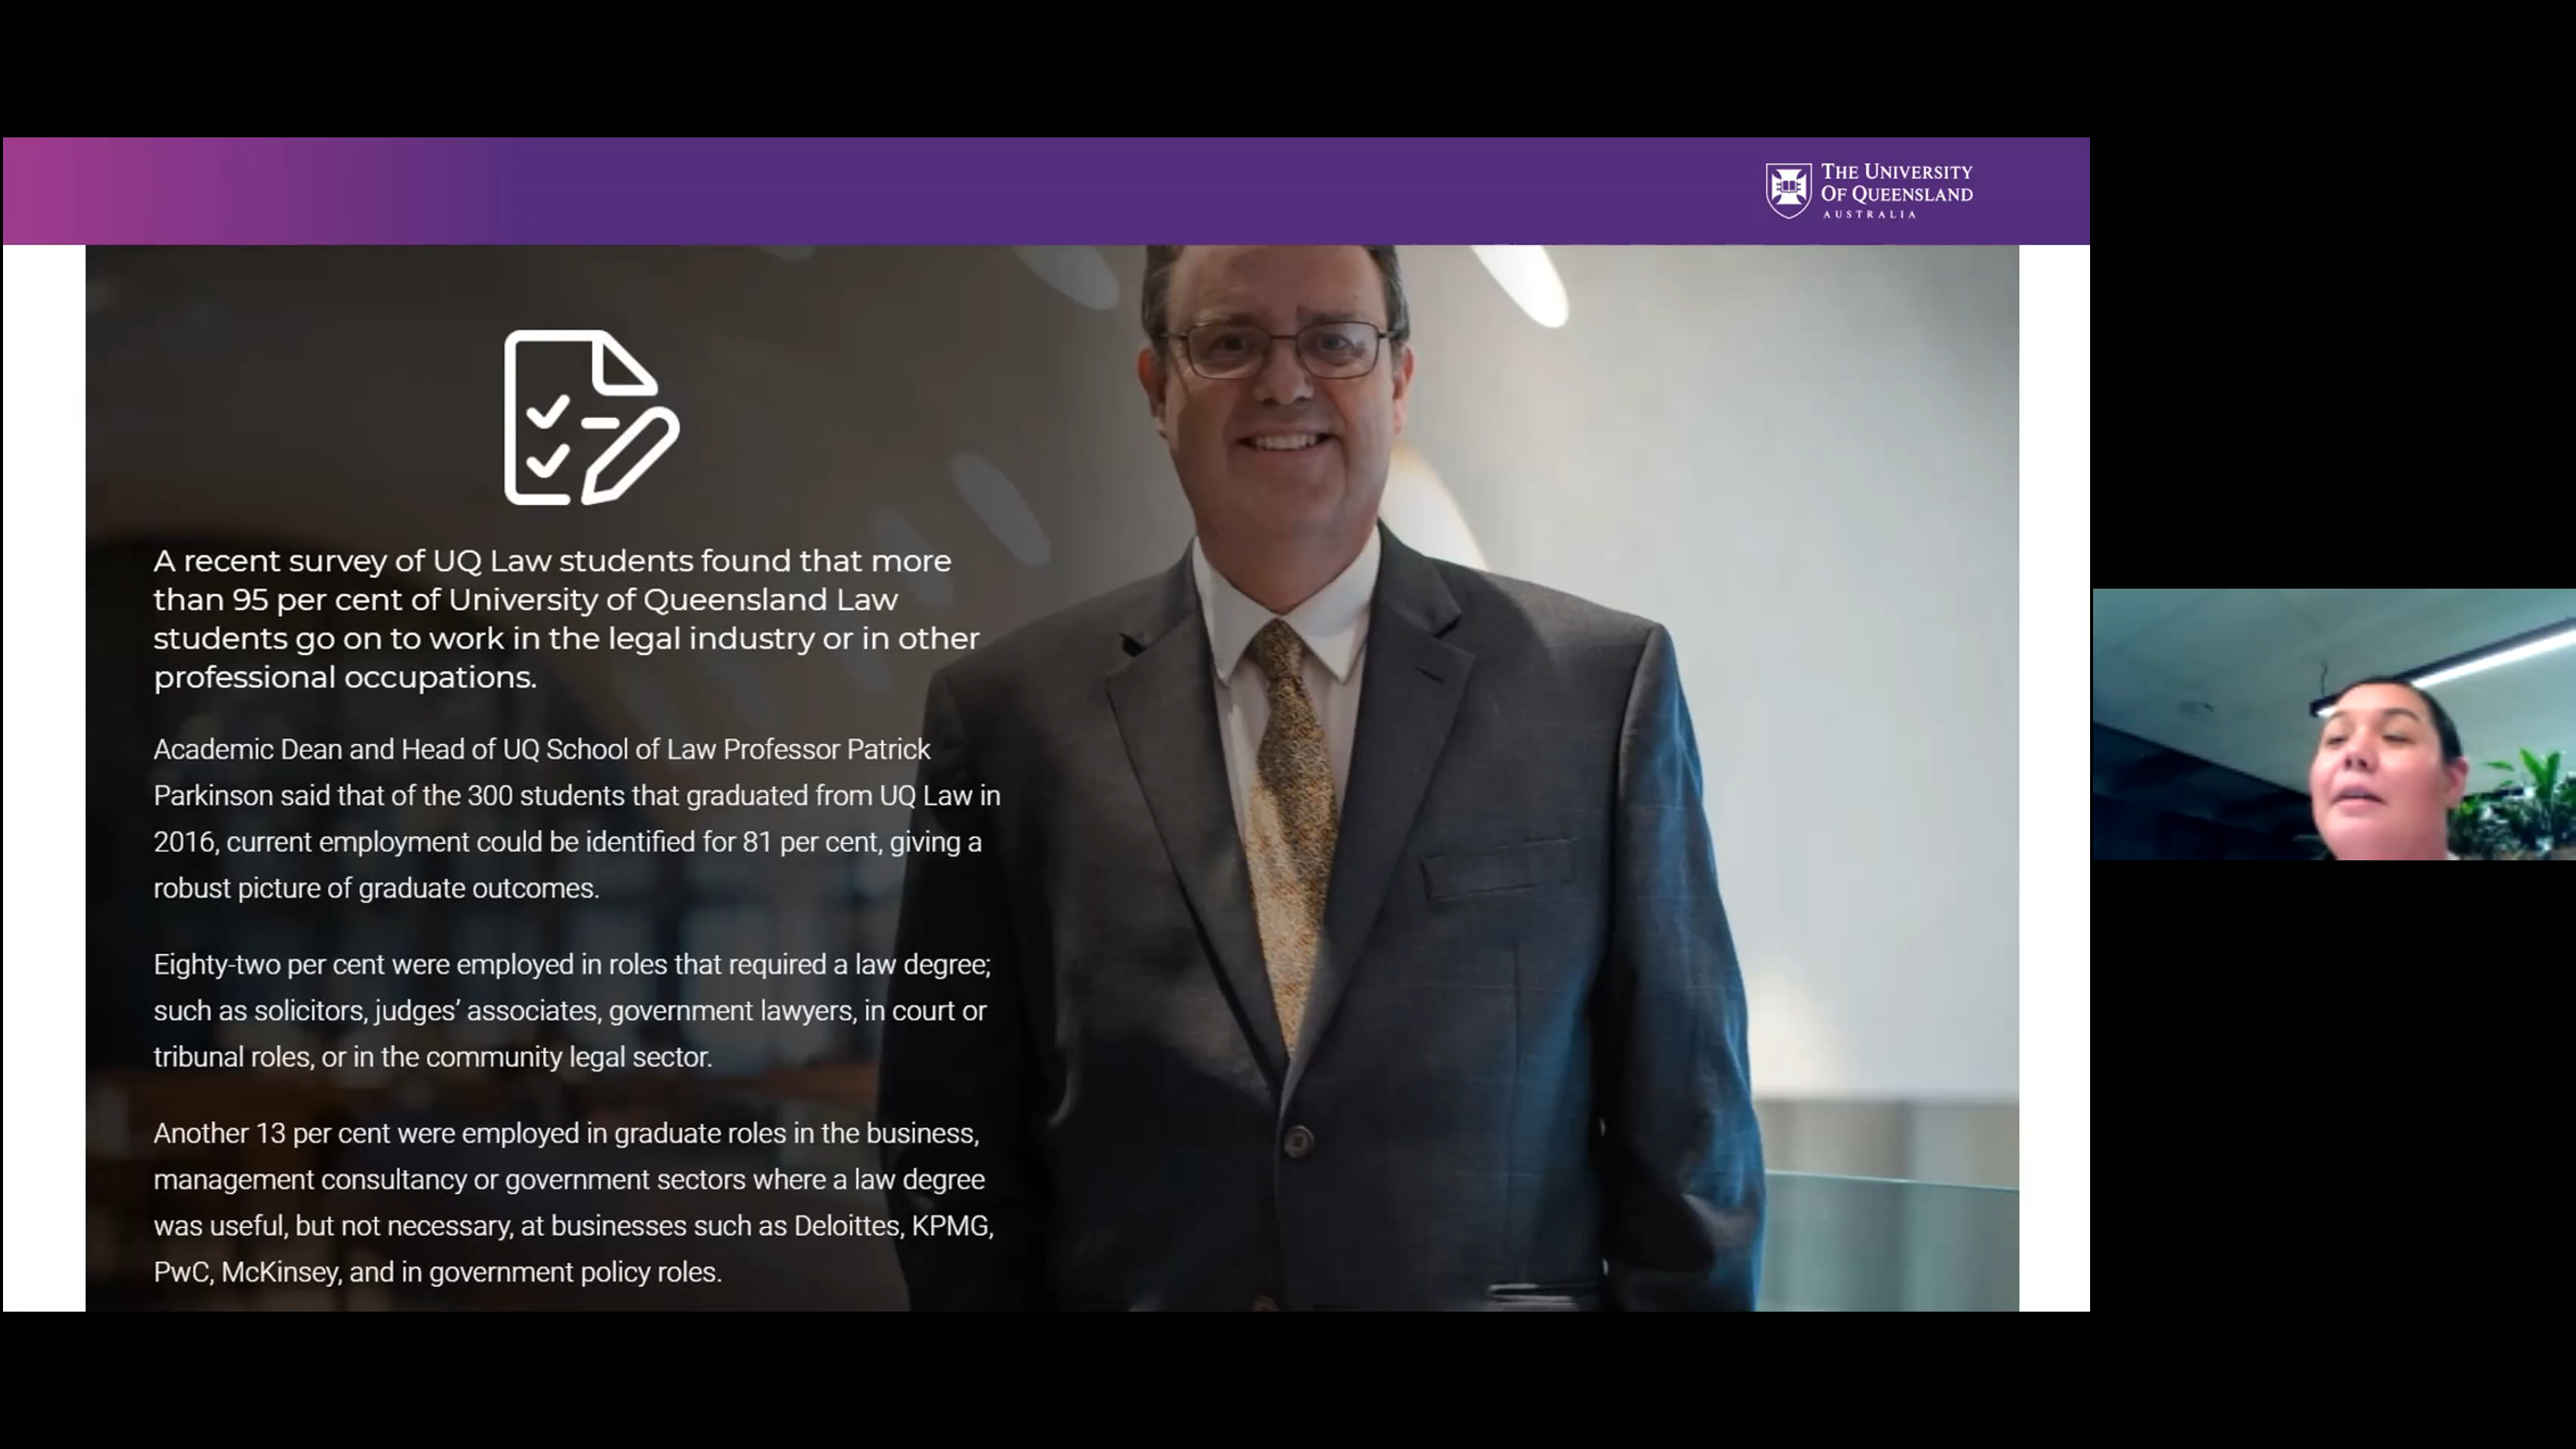 THE UNIVERSITY
OF QUEENSLAND
AUSTRALIA
A recent survey of UQ Law students found that more
than 95 per cent of University of Queensland Law
students go on to work in the legal industry or in other
professional occupations.
Academic Dean and Head of UQ School of Law Professor Patrick
Parkinson said that of the 300 students that graduated from UQ Law in
2016, current employment could be identified for 81 per cent, giving a
robust picture of graduate outcomes.
Eighty-two per cent were employed in roles that required a law degree;
such as solicitors, judges’ associates, government lawyers, in court or
tribunal roles, or in the community legal sector.
Another 13 per cent were employed in graduate roles in the business,
management consultancy or government sectors where a law degree
was useful, but not necessary, at businesses such as Deloittes, KPMG,
PwC, McKinsey, and in government policy roles.